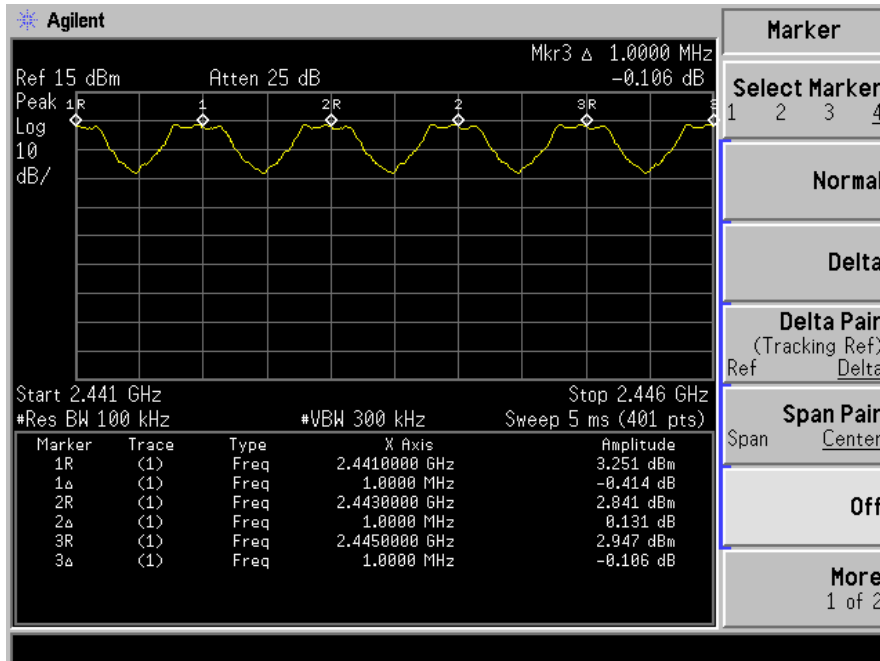 Agilent
Mkr3 Δ 1.0000 MHz
Ref 15 dBm Atten 25 dB -0.106 dB
Peak
Log
10
dB/
1R 1 2R 2 3R
Start 2.441 GHz Stop 2.446 GHz
#Res BW 100 kHz #VBW 300 kHz Sweep 5 ms (401 pts)
Marker Trace Type X Axis Amplitude
1R (1) Freq 2.4410000 GHz 3.251 dBm
1Δ (1) Freq 1.0000 MHz -0.414 dB
2R (1) Freq 2.4430000 GHz 2.841 dBm
2Δ (1) Freq 1.0000 MHz 0.131 dB
3R (1) Freq 2.4450000 GHz 2.947 dBm
3Δ (1) Freq 1.0000 MHz -0.106 dB
Marker
Select Marker
1 2 3 4
Normal
Delta
Delta Pair
(Tracking Ref)
Ref Delta
Span Pair
Span Center
Off
More
1 of 2